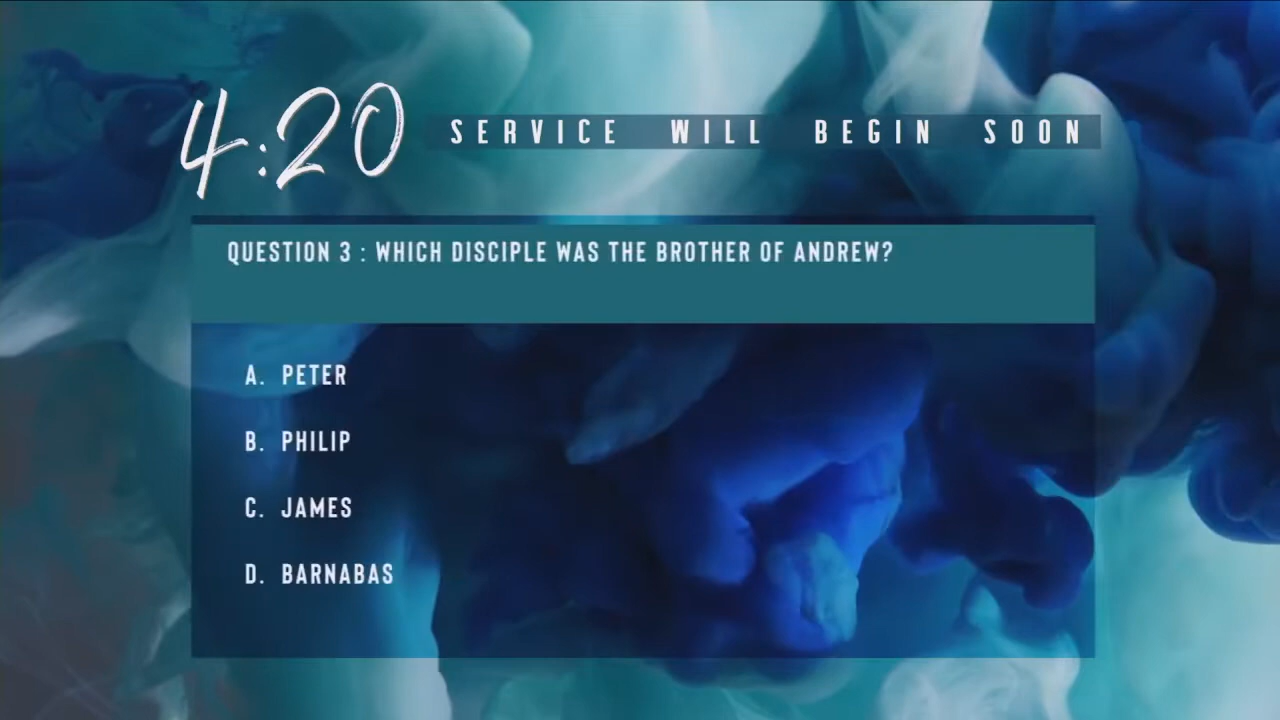 4:20 SERVICE WILL BEGIN SOON
QUESTION 3 : WHICH DISCIPLE WAS THE BROTHER OF ANDREW?
A. PETER
B. PHILIP
C. JAMES
D. BARNABAS